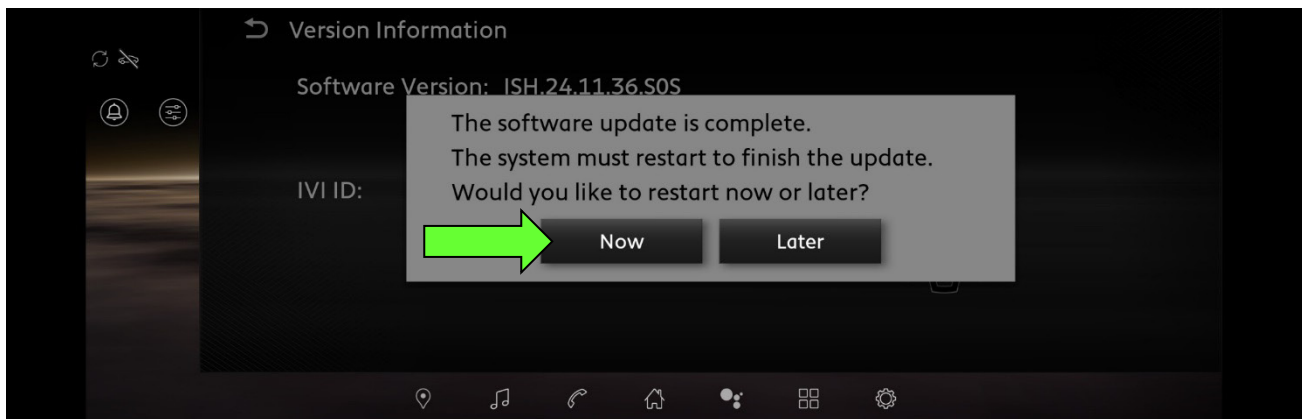 Version Information
Software Version: ISH.24.11.36.S0S
The software update is complete.
The system must restart to finish the update.
IVI ID:
Would you like to restart now or later?
Now Later